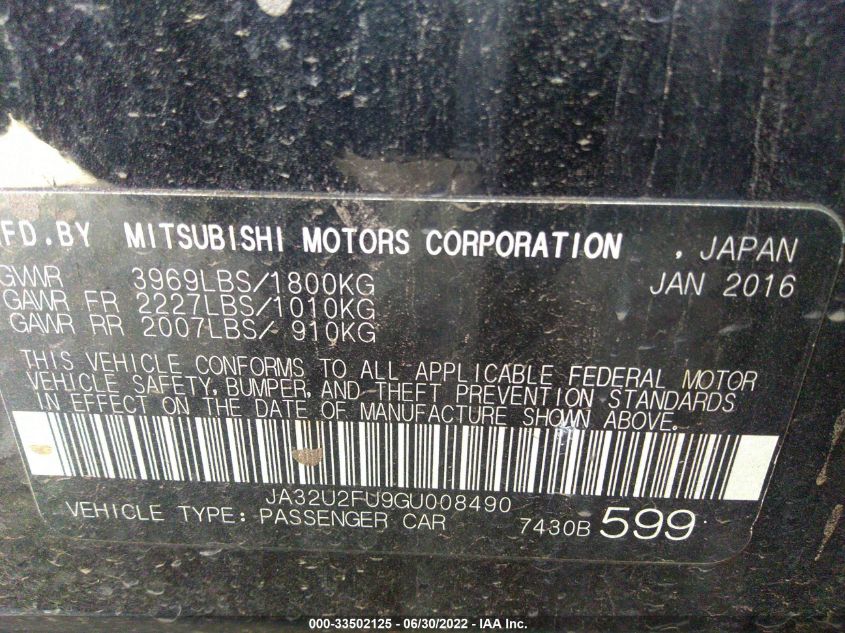 MFD.BY MITSUBISHI MOTORS CORPORATION , JAPAN
GVWR 3969LBS/1800KG JAN 2016
GAWR FR 2227LBS/1010KG
GAWR RR 2007LBS/ 910KG
THIS VEHICLE CONFORMS TO ALL APPLICABLE FEDERAL MOTOR
VEHICLE SAFETY, BUMPER, AND THEFT PREVENTION STANDARDS
IN EFFECT ON THE DATE OF MANUFACTURE SHOWN ABOVE.
JA32U2FU9GU008490
VEHICLE TYPE: PASSENGER CAR 7430B 599
000-33502125 - 06/30/2022 - IAA Inc.